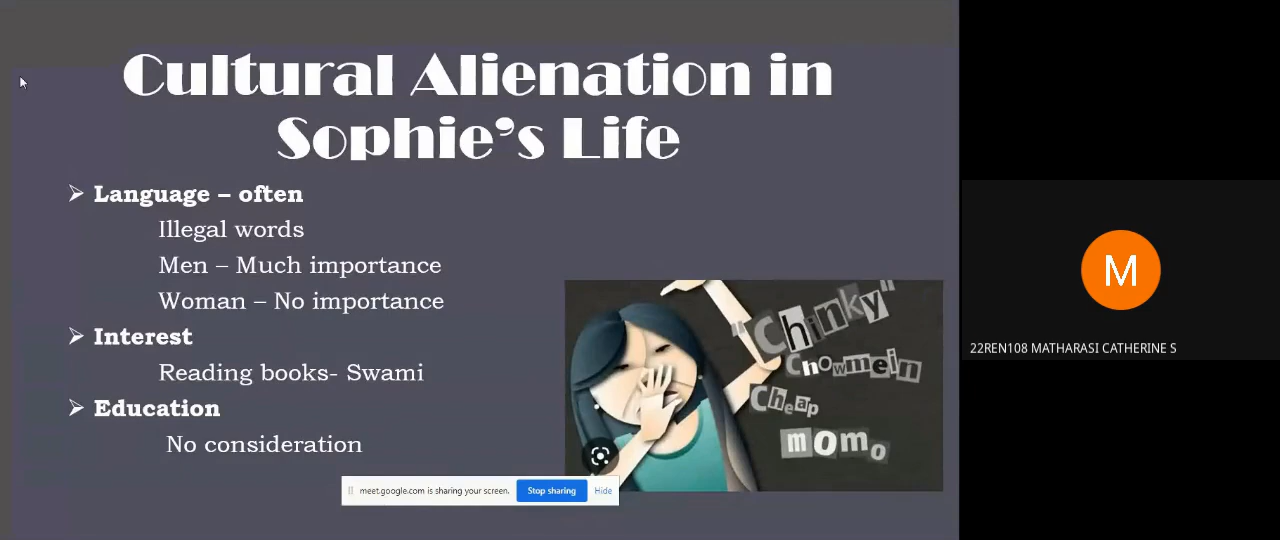 Cultural Alienation in
Sophie's Life
➢ Language – often
Illegal words
Men – Much importance
Woman – No importance
➢ Interest
Reading books- Swami
➢ Education
No consideration
"Chinky"
Chowmein
Cheap
momo
meet.google.com is sharing your screen. Stop sharing Hide
M
22REN108 MATHARASI CATHERINE S